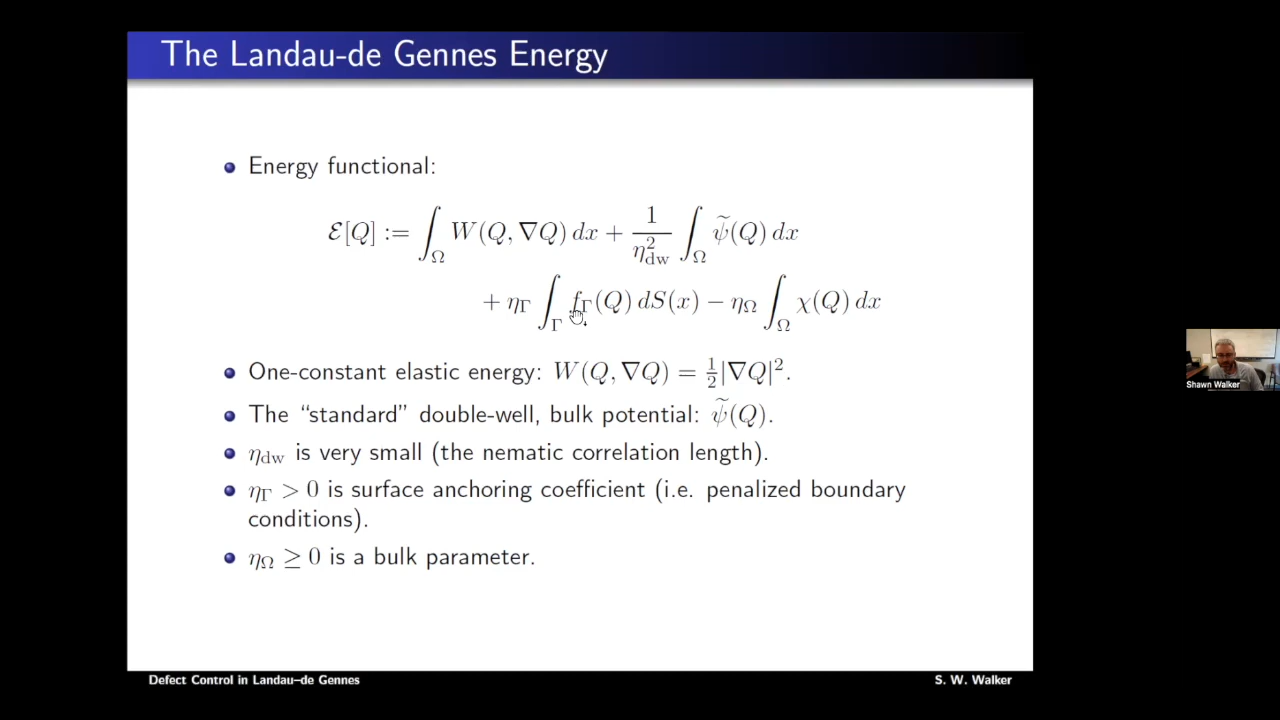 The Landau-de Gennes Energy
Energy functional:
ℰ[Q] := ∫_Ω W(Q, ∇Q) dx + 1/η_dw² ∫_Ω ψ̃(Q) dx
+ η_Γ ∫_Γ f_Γ(Q) dS(x) − η_Ω ∫_Ω χ(Q) dx
One-constant elastic energy: W(Q, ∇Q) = ½|∇Q|².
The “standard” double-well, bulk potential: ψ̃(Q).
η_dw is very small (the nematic correlation length).
η_Γ > 0 is surface anchoring coefficient (i.e. penalized boundary
conditions).
η_Ω ≥ 0 is a bulk parameter.
Shawn Walker
Defect Control in Landau–de Gennes
S. W. Walker